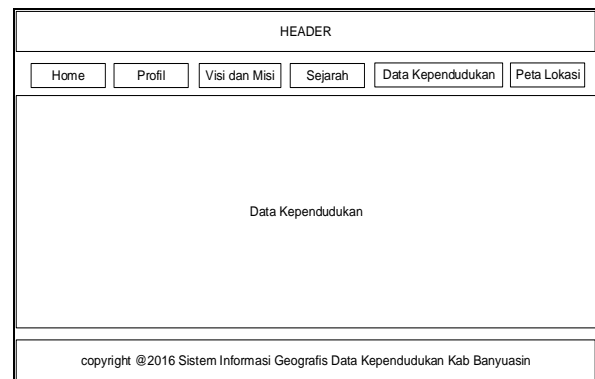 HEADER
Home Profil Visi dan Misi Sejarah Data Kependudukan Peta Lokasi
Data Kependudukan
copyright @2016 Sistem Informasi Geografis Data Kependudukan Kab Banyuasin